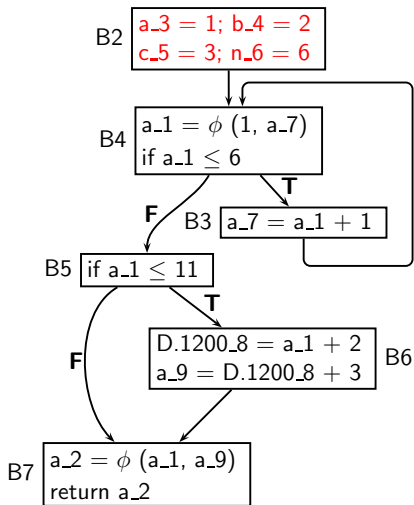 B2
a_3 = 1; b_4 = 2
c_5 = 3; n_6 = 6
B4
a_1 = ϕ (1, a_7)
if a_1 ≤ 6
T
F
B3
a_7 = a_1 + 1
B5
if a_1 ≤ 11
T
F
D.1200_8 = a_1 + 2
a_9 = D.1200_8 + 3
B6
B7
a_2 = ϕ (a_1, a_9)
return a_2